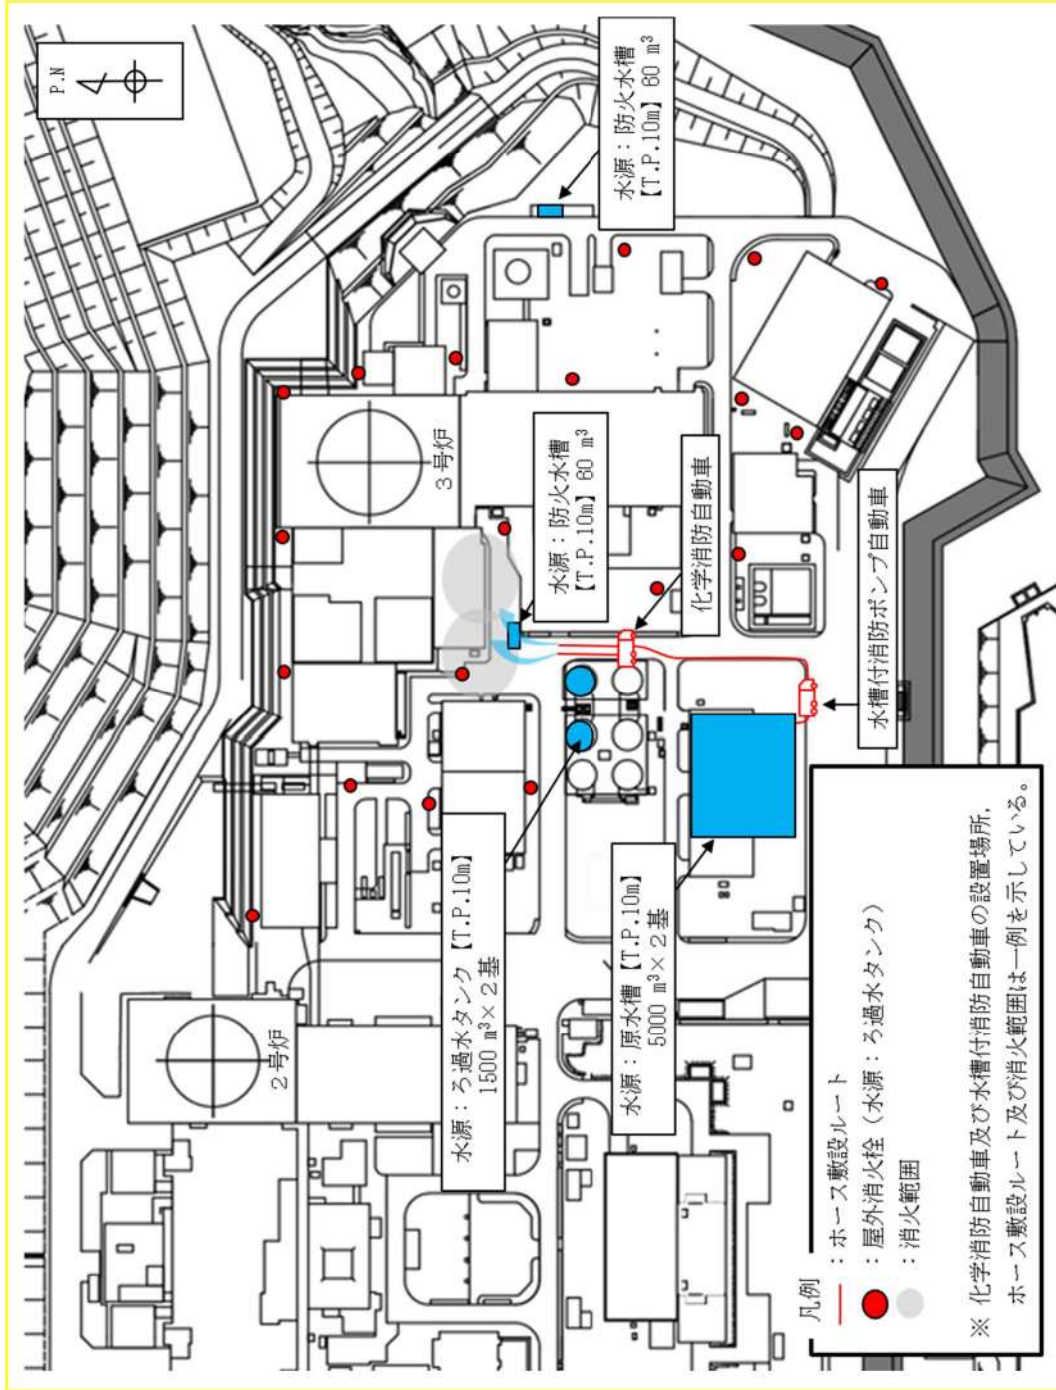 P.N
水源：防火水槽
【T.P.10m】60 m³
3号炉
水源：防火水槽
【T.P.10m】60 m³
化学消防自動車
水槽付消防ポンプ自動車
2号炉
水源：ろ過水タンク【T.P.10m】
1500 m³×2基
水源：原水槽【T.P.10m】
5000 m³×2基
凡例
：ホース敷設ルート
：屋外消火栓（水源：ろ過水タンク）
：消火範囲
※ 化学消防自動車及び水槽付消防自動車の設置場所，
ホース敷設ルート及び消火範囲は一例を示している。